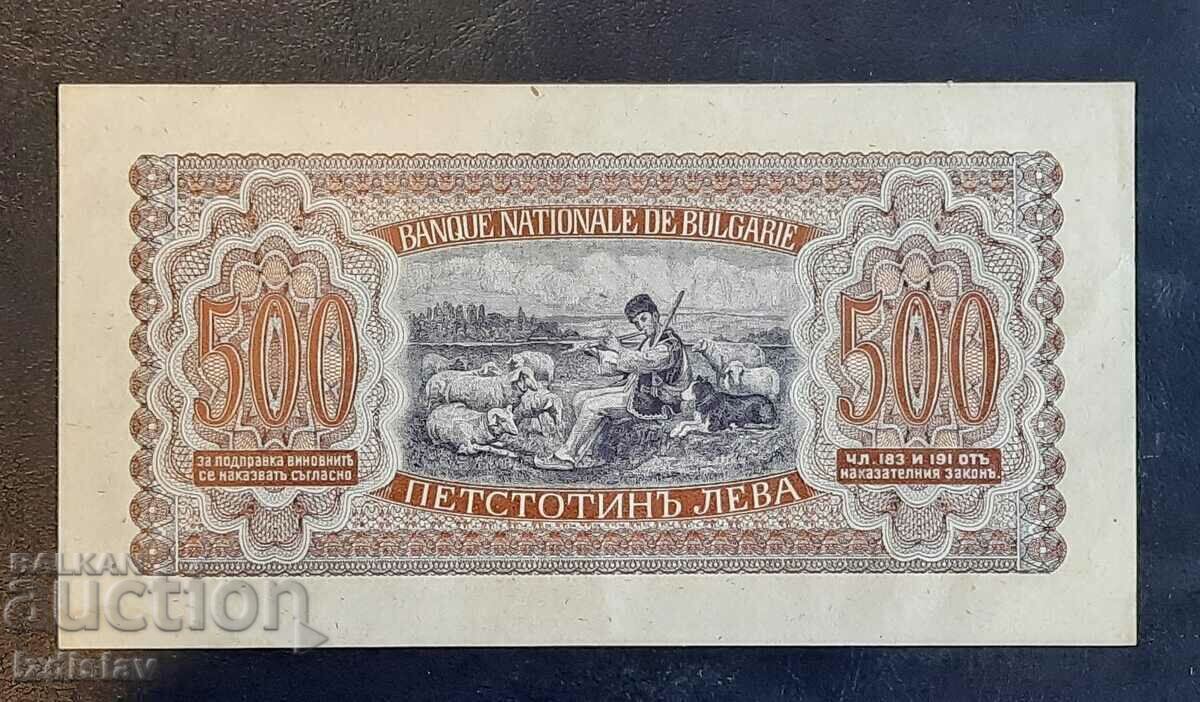 BANQUE NATIONALE DE BULGARIE
500
500
ЗА ПОДПРАВКА ВИНОВНИТѢ
СЕ НАКАЗВАТЪ СЪГЛАСНО
ЧЛ. 183 И 191 ОТЪ
НАКАЗАТЕЛНИЯ ЗАКОНЪ.
ПЕТСТОТИНЪ ЛЕВА
BALKAN
auction
Izdislav